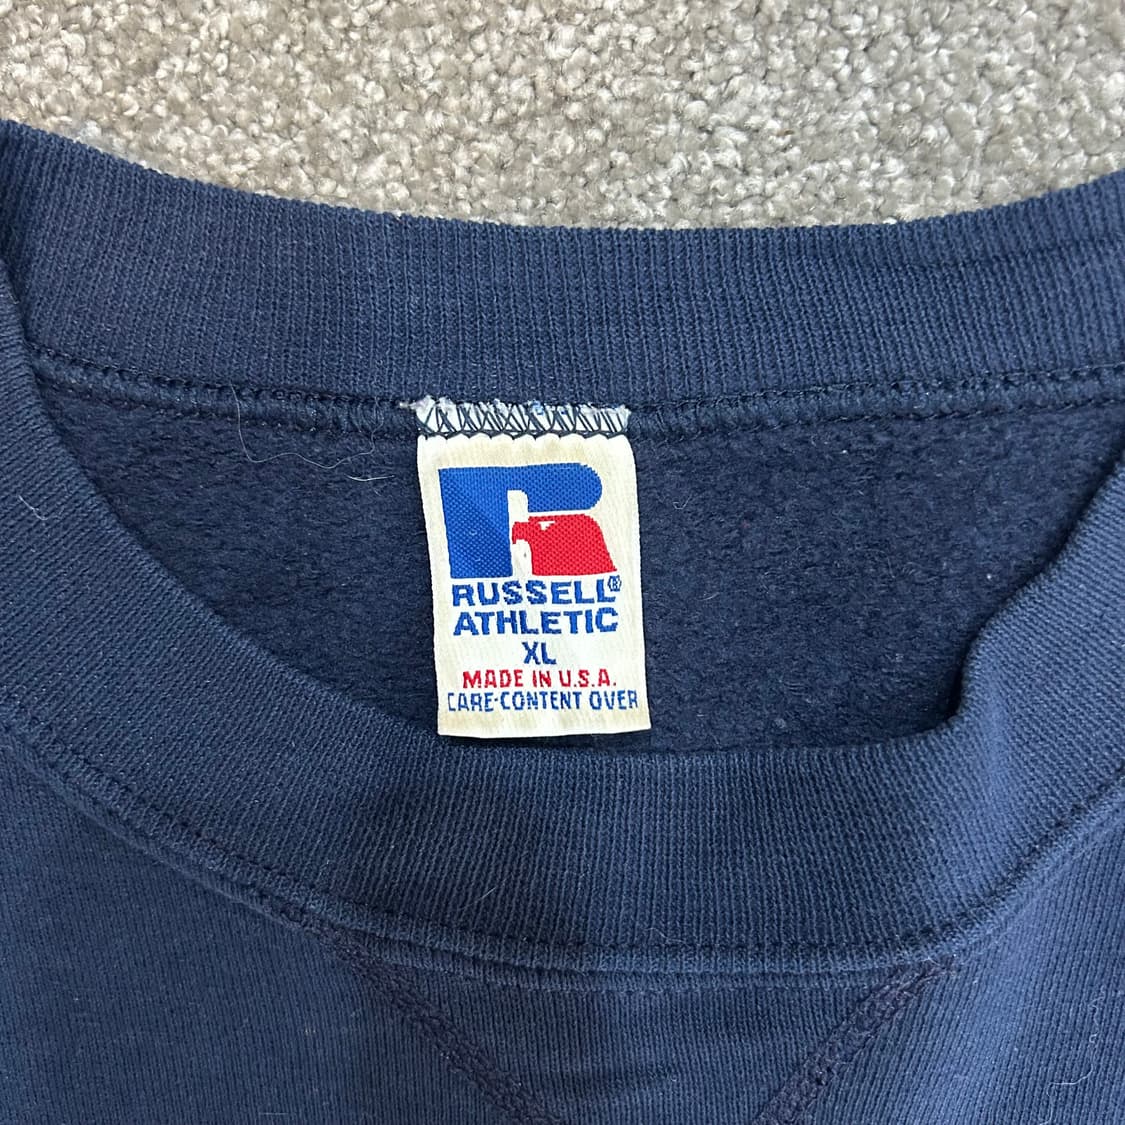 RUSSELL®
ATHLETIC
XL
MADE IN U.S.A.
CARE-CONTENT OVER